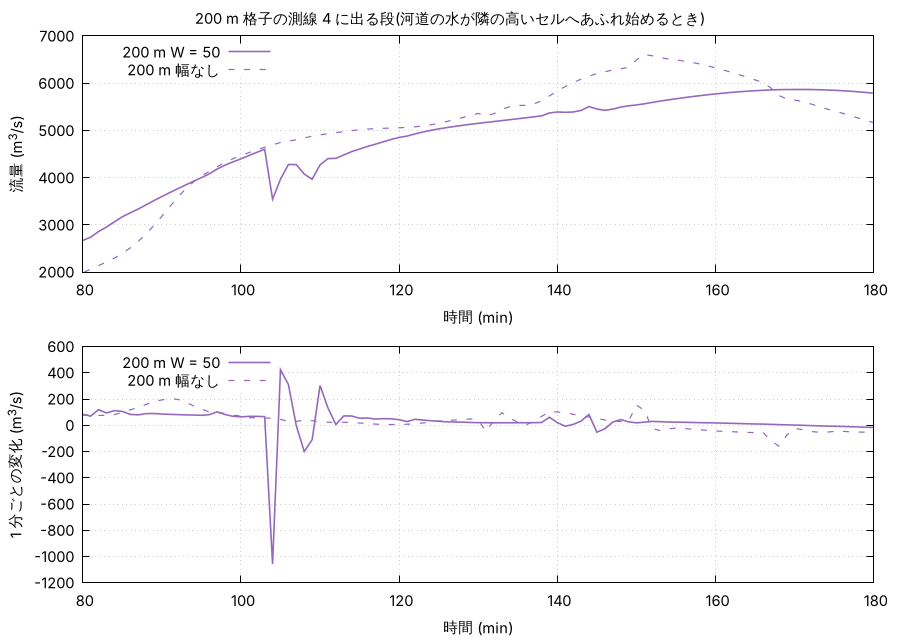 200 m 格子の測線 4 に出る段(河道の水が隣の高いセルへあふれ始めるとき)
7000
6000
5000
4000
3000
2000
流量 (m³/s)
200 m W = 50
200 m 幅なし
80 100 120 140 160 180
時間 (min)
600
400
200
0
-200
-400
-600
-800
-1000
-1200
1分ごとの変化 (m³/s)
200 m W = 50
200 m 幅なし
80 100 120 140 160 180
時間 (min)